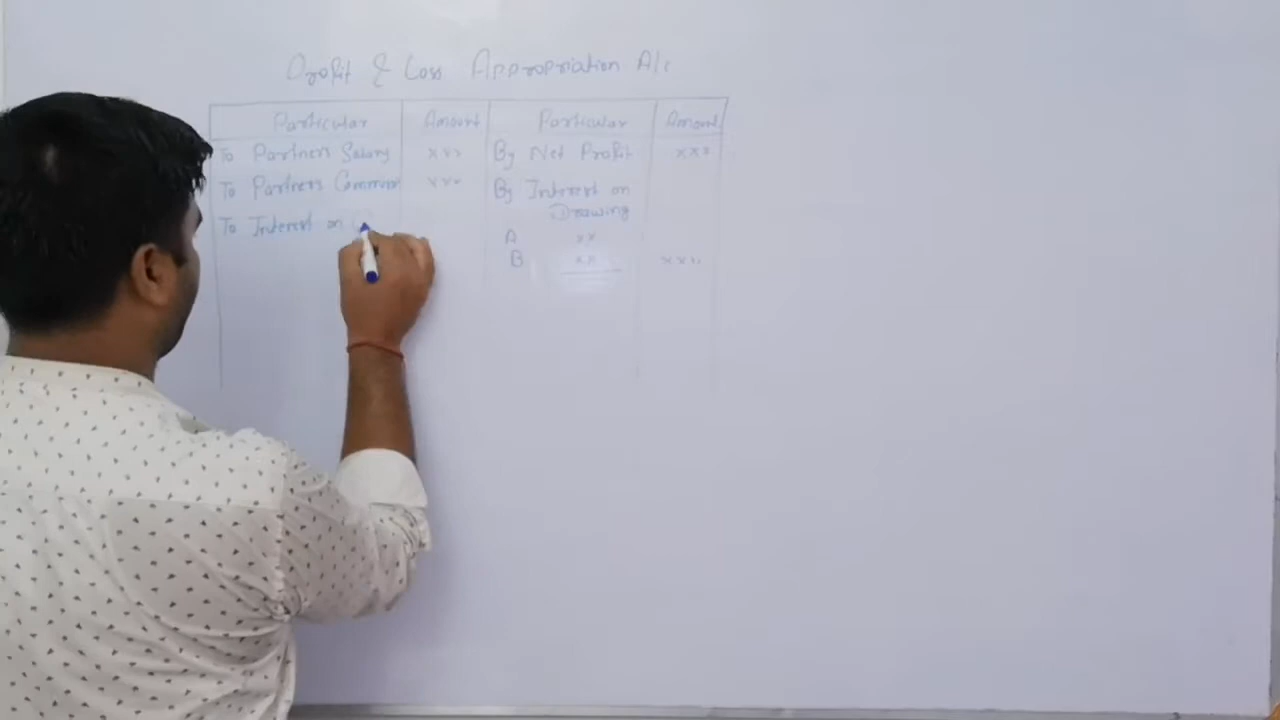 Profit & Loss Appropriation A/c
Particular Amount Particular Amount
To Partners Salary xxx By Net Profit xxx
To Partners Commn xxx By Interest on
Drawing
To Interest on
A xx
B xx xxx